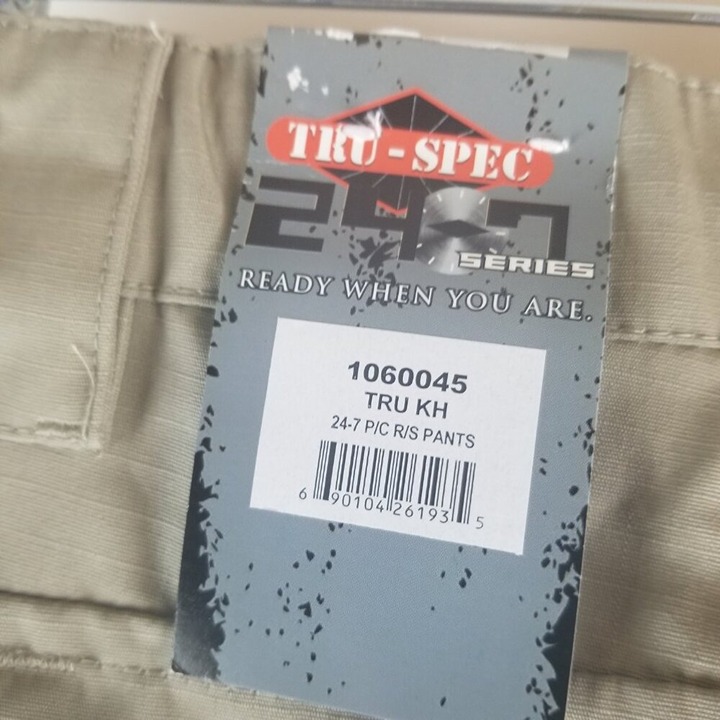 TRU-SPEC
24-7
SERIES
READY WHEN YOU ARE.
1060045
TRU KH
24-7 P/C R/S PANTS
6 90104 26193 5